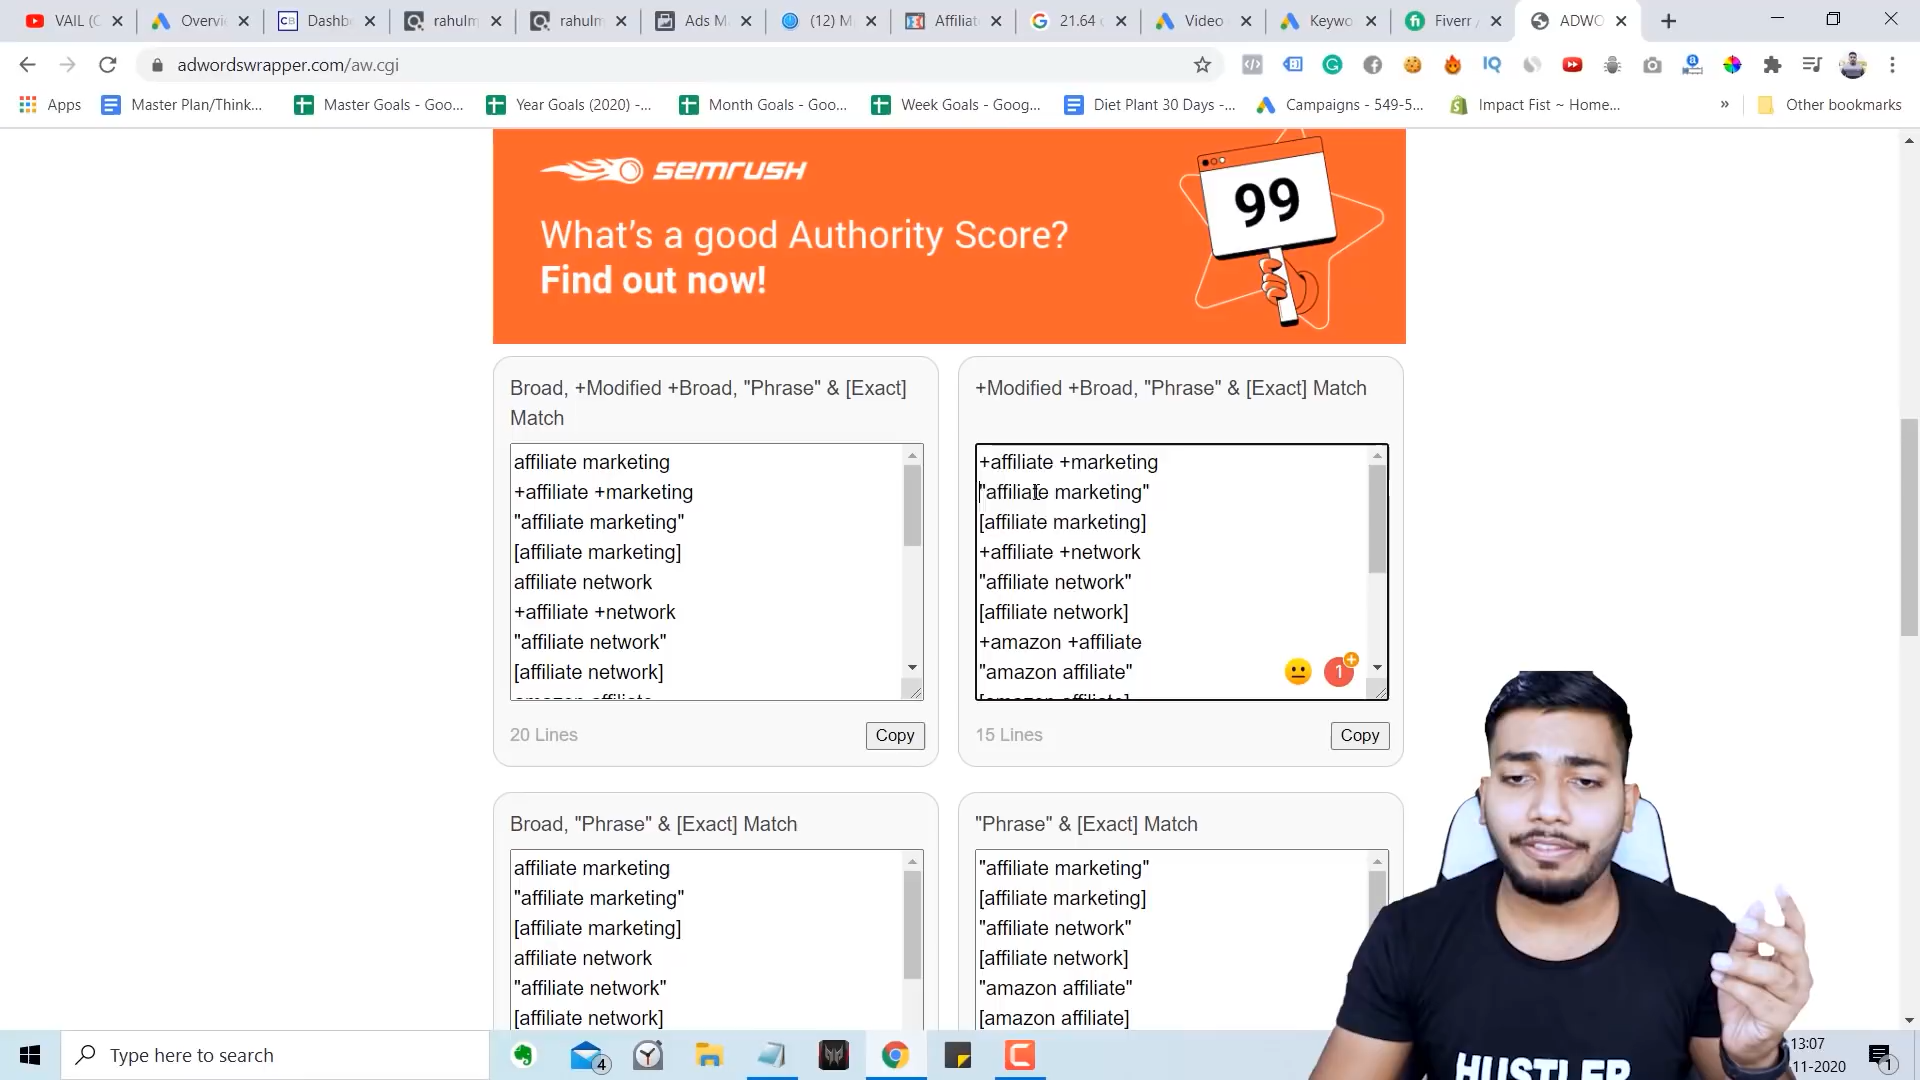 VAIL (C
Overvi
Dashb
rahulm
rahulm
Ads M
(12) M
Affiliat
21.64
Video
Keywo
Fiverr
ADWO
adwordswrapper.com/aw.cgi
Apps
Master Plan/Think...
Master Goals - Goo...
Year Goals (2020) -...
Month Goals - Goo...
Week Goals - Goog...
Diet Plant 30 Days -...
Campaigns - 549-5...
Impact Fist ~ Home...
»
Other bookmarks
semrush
What's a good Authority Score?
Find out now!
99
Broad, +Modified +Broad, "Phrase" & [Exact]
Match
affiliate marketing
+affiliate +marketing
"affiliate marketing"
[affiliate marketing]
affiliate network
+affiliate +network
"affiliate network"
[affiliate network]
amazon affiliate
20 Lines
Copy
+Modified +Broad, "Phrase" & [Exact] Match
+affiliate +marketing
"affiliate marketing"
[affiliate marketing]
+affiliate +network
"affiliate network"
[affiliate network]
+amazon +affiliate
"amazon affiliate"
[amazon affiliate]
1
15 Lines
Copy
Broad, "Phrase" & [Exact] Match
affiliate marketing
"affiliate marketing"
[affiliate marketing]
affiliate network
"affiliate network"
[affiliate network]
"Phrase" & [Exact] Match
"affiliate marketing"
[affiliate marketing]
"affiliate network"
[affiliate network]
"amazon affiliate"
[amazon affiliate]
HUSTLER
Type here to search
4
13:07
11-2020
1